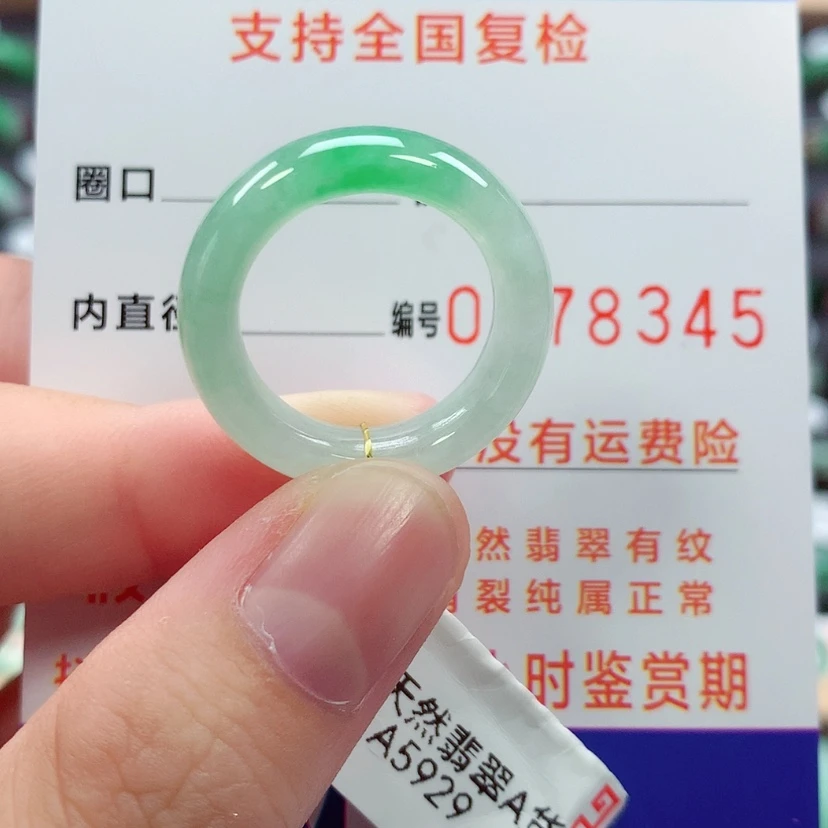 支持全国复检
圈口
内直径 编号0 78345
没有运费险
然翡翠有纹
裂纯属正常
时鉴赏期
天然翡翠A货
A5929